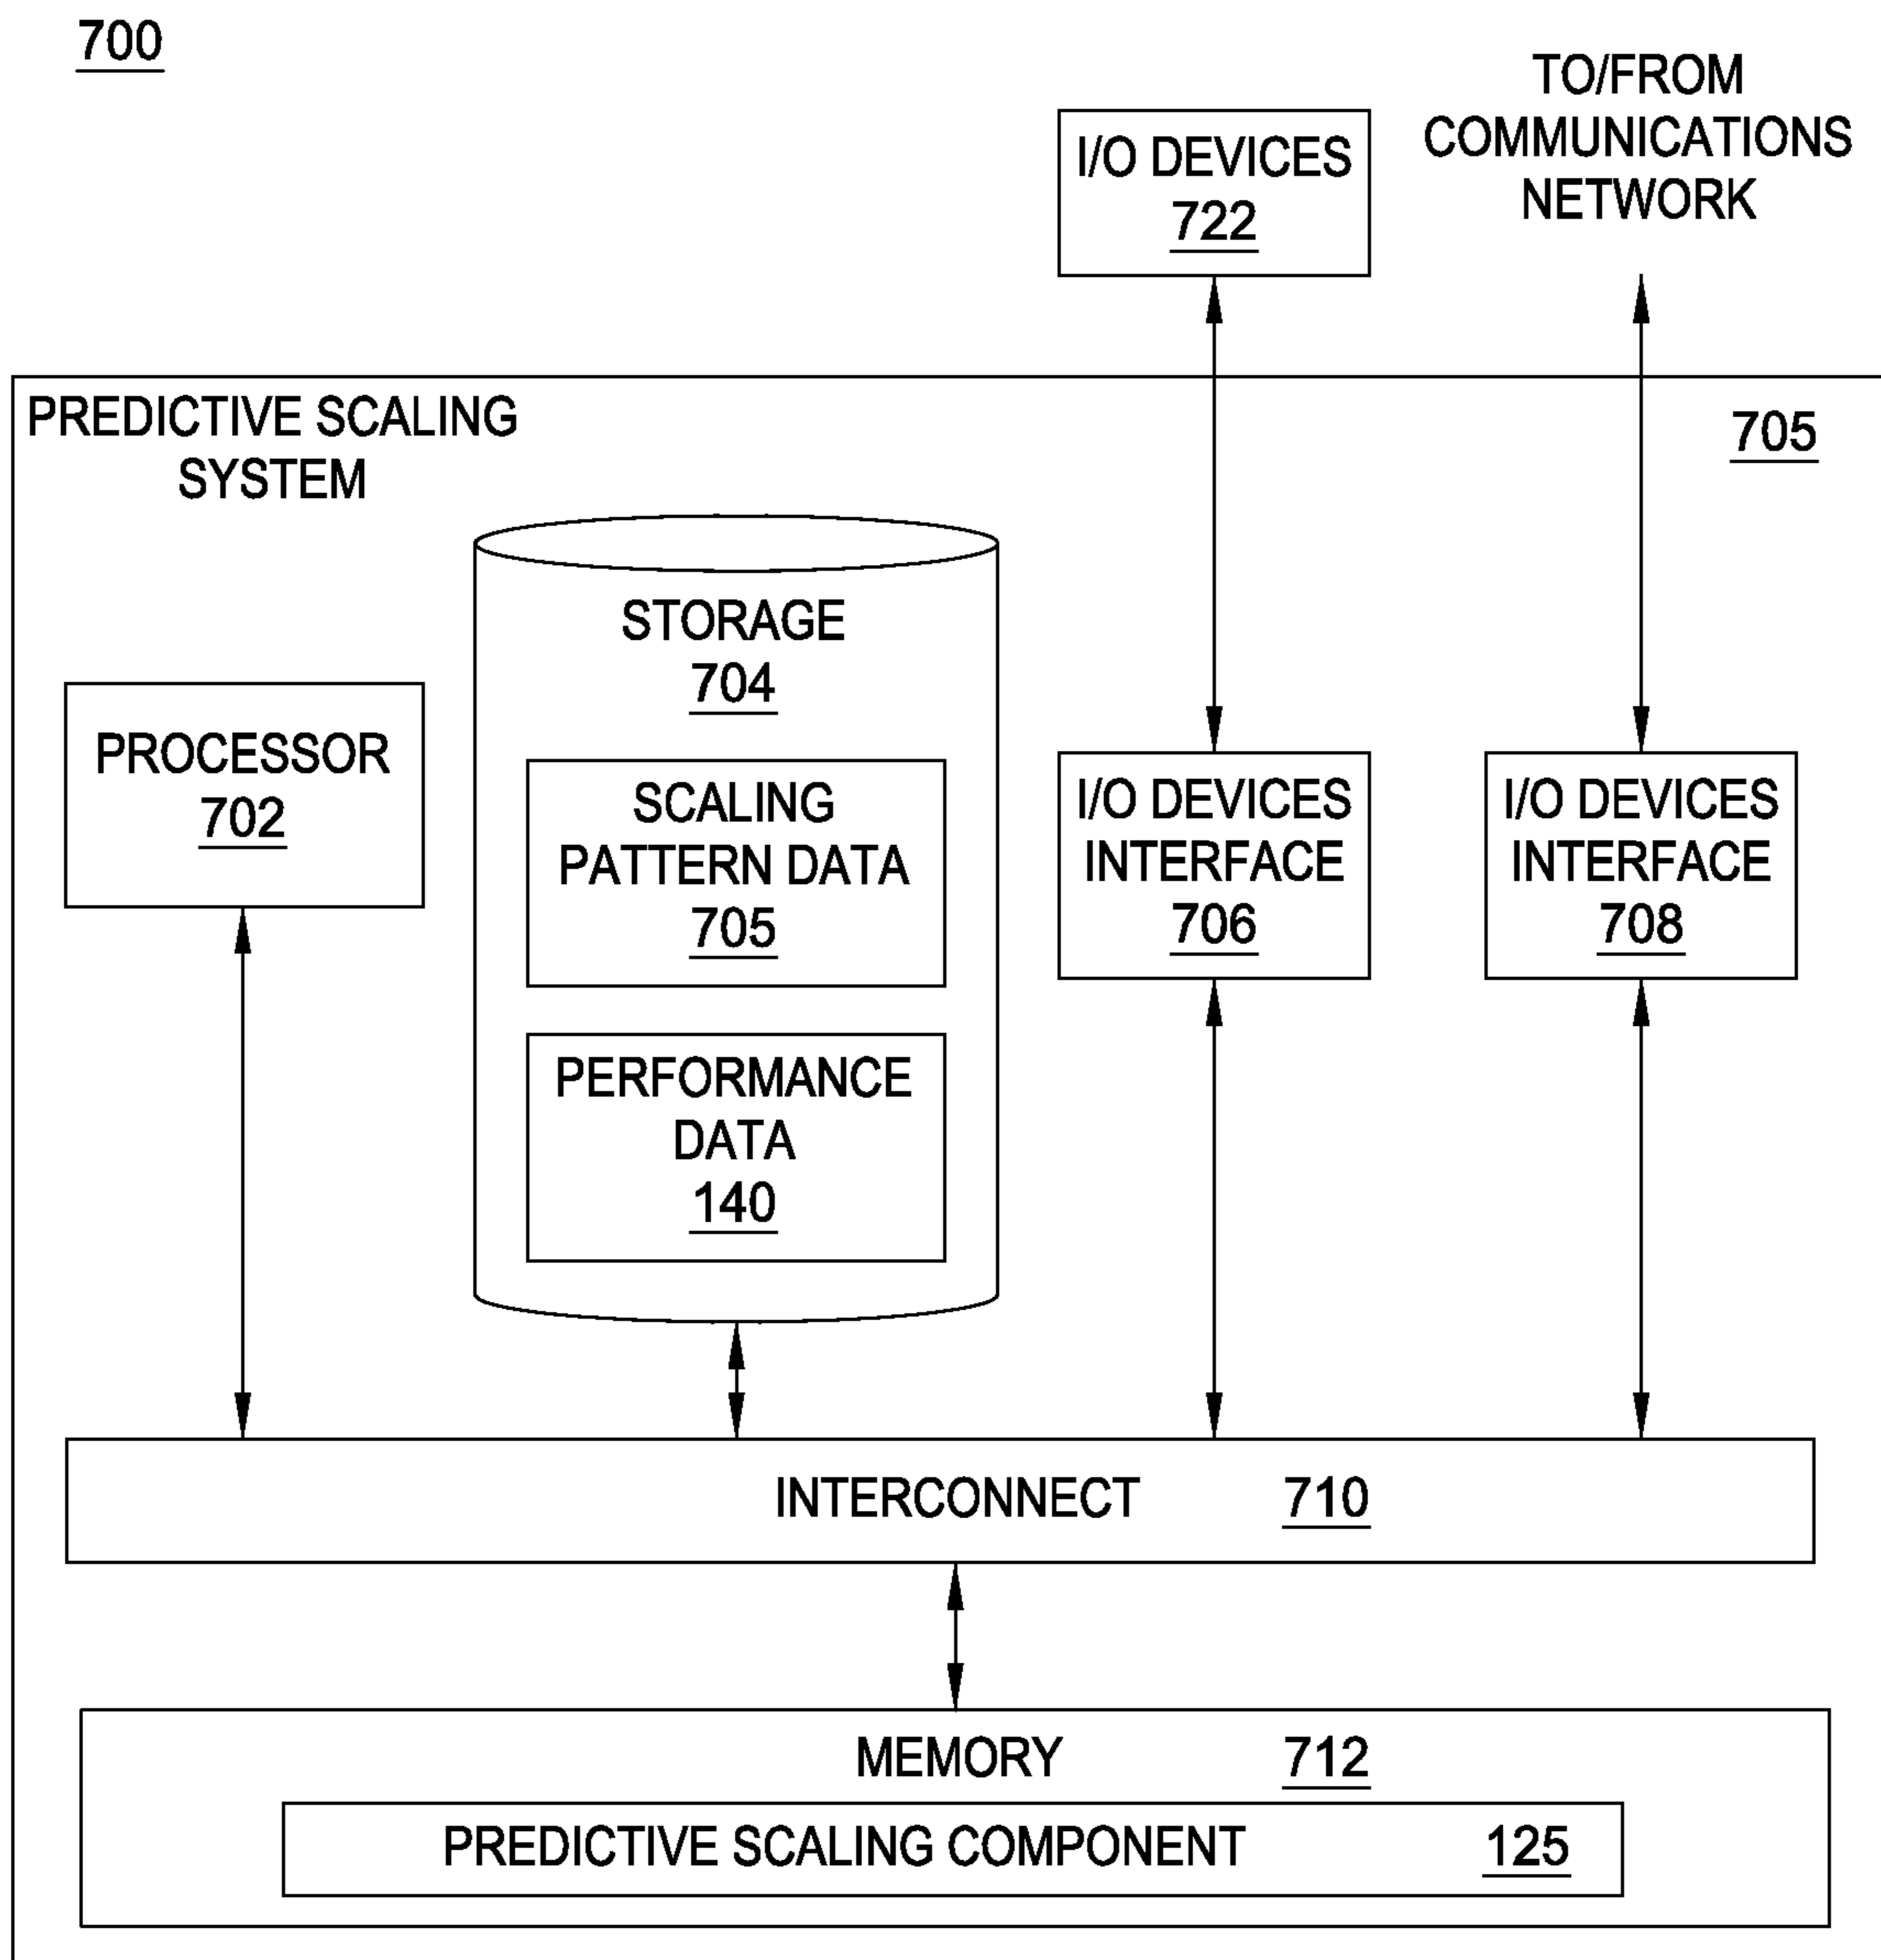 700
TO/FROM
COMMUNICATIONS
NETWORK
I/O DEVICES
722
PREDICTIVE SCALING
SYSTEM
705
STORAGE
704
PROCESSOR
702
SCALING
PATTERN DATA
705
I/O DEVICES
INTERFACE
706
I/O DEVICES
INTERFACE
708
PERFORMANCE
DATA
140
INTERCONNECT 710
MEMORY 712
PREDICTIVE SCALING COMPONENT 125